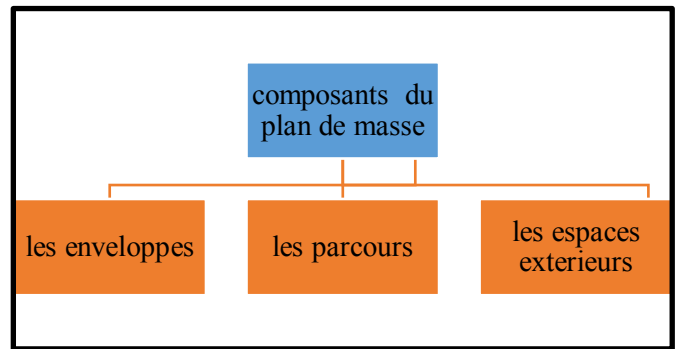 composants du
plan de masse
les enveloppes
les parcours
les espaces
exterieurs